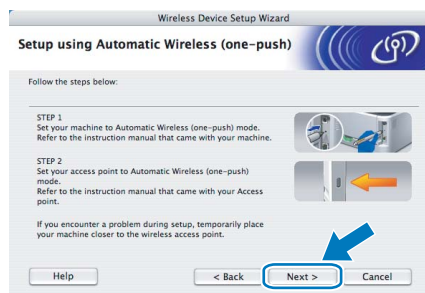 Wireless Device Setup Wizard
Setup using Automatic Wireless (one-push)
Follow the steps below:
STEP 1
Set your machine to Automatic Wireless (one-push) mode.
Refer to the instruction manual that came with your machine.
STEP 2
Set your access point to Automatic Wireless (one-push)
mode.
Refer to the instruction manual that came with your Access
point.
If you encounter a problem during setup, temporarily place
your machine closer to the wireless access point.
Help
< Back
Next >
Cancel